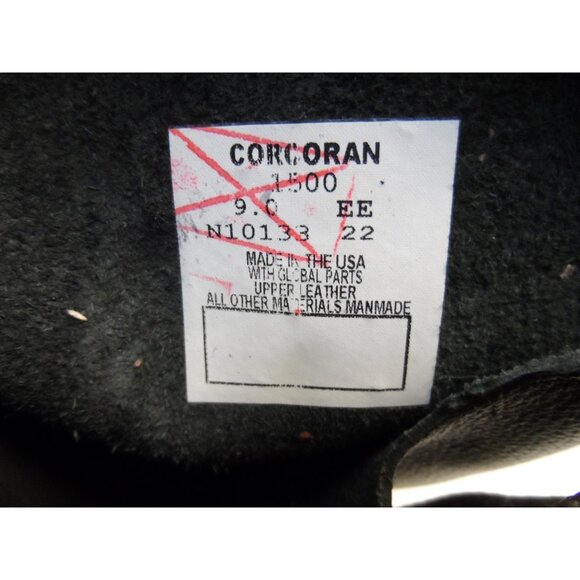 CORCORAN
1500
9.0 EE
N10133 22
MADE IN THE USA
WITH GLOBAL PARTS
UPPER LEATHER
ALL OTHER MATERIALS MANMADE